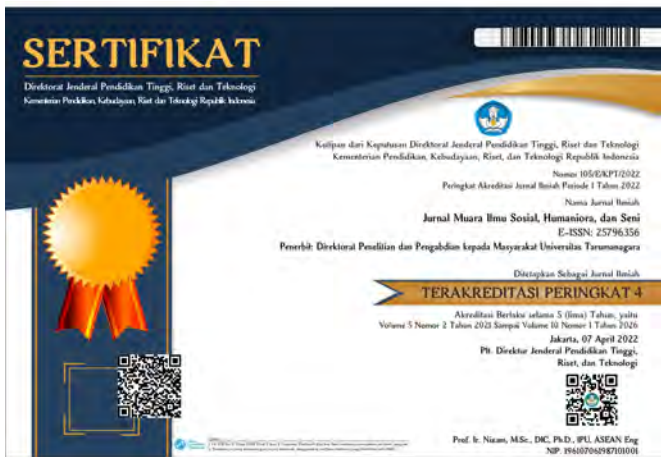 SERTIFIKAT
Direktorat Jenderal Pendidikan Tinggi, Riset dan Teknologi
Kementerian Pendidikan, Kebudayaan, Riset dan Teknologi Republik Indonesia
Kutipan dari Keputusan Direktorat Jenderal Pendidikan Tinggi, Riset dan Teknologi
Kementerian Pendidikan, Kebudayaan, Riset, dan Teknologi Republik Indonesia
Nomor 105/E/KPT/2022
Peringkat Akreditasi Jurnal Ilmiah Periode 1 Tahun 2022
Nama Jurnal Ilmiah
Jurnal Muara Ilmu Sosial, Humaniora, dan Seni
E-ISSN: 25796356
Penerbit: Direktorat Penelitian dan Pengabdian kepada Masyarakat Universitas Tarumanagara
Ditetapkan Sebagai Jurnal Ilmiah
TERAKREDITASI PERINGKAT 4
Akreditasi Berlaku selama 5 (lima) Tahun, yaitu
Volume 5 Nomor 2 Tahun 2021 Sampai Volume 10 Nomor 1 Tahun 2026
Jakarta, 07 April 2022
Plt. Direktur Jenderal Pendidikan Tinggi,
Riset, dan Teknologi
Prof. Ir. Nizam, M.Sc., DIC, Ph.D., IPU, ASEAN Eng
NIP. 196107061987101001